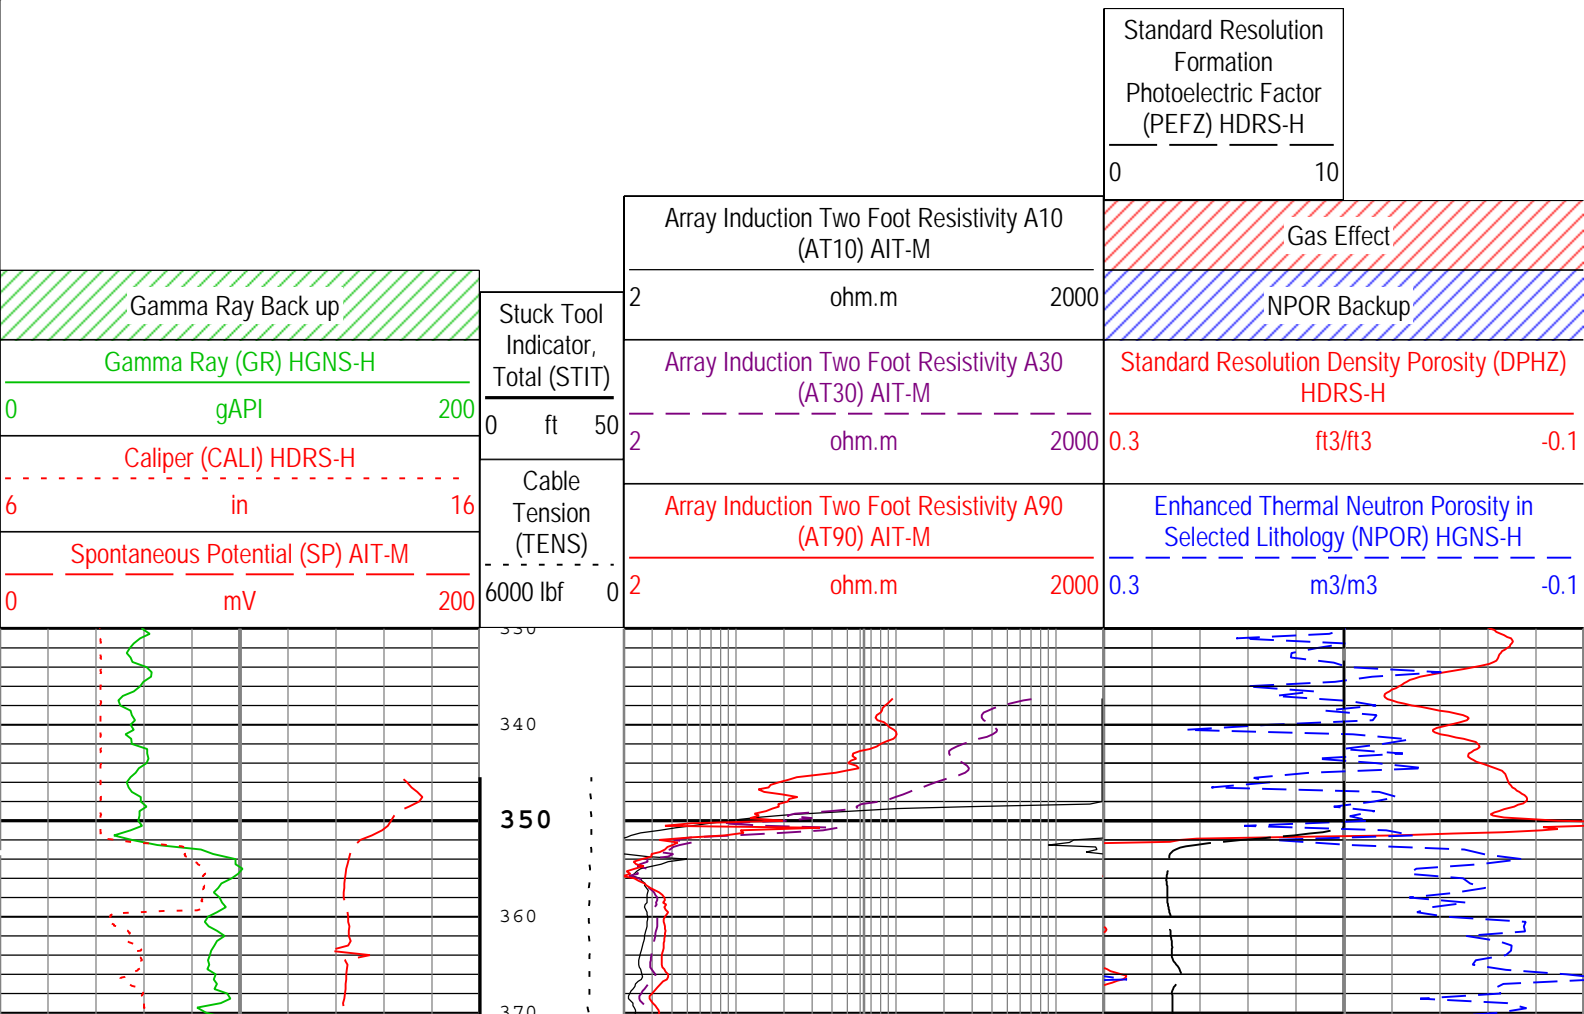 Standard Resolution
Formation
Photoelectric Factor
(PEFZ) HDRS-H
0 10
Array Induction Two Foot Resistivity A10
(AT10) AIT-M
2 ohm.m 2000
Gas Effect
Gamma Ray Back up
NPOR Backup
Stuck Tool
Indicator,
Total (STIT)
0 ft 50
Gamma Ray (GR) HGNS-H
0 gAPI 200
Array Induction Two Foot Resistivity A30
(AT30) AIT-M
2 ohm.m 2000
Standard Resolution Density Porosity (DPHZ)
HDRS-H
0.3 ft3/ft3 -0.1
Caliper (CALI) HDRS-H
6 in 16
Cable
Tension
(TENS)
6000 lbf 0
Array Induction Two Foot Resistivity A90
(AT90) AIT-M
2 ohm.m 2000
Enhanced Thermal Neutron Porosity in
Selected Lithology (NPOR) HGNS-H
0.3 m3/m3 -0.1
Spontaneous Potential (SP) AIT-M
0 mV 200
330
340
350
360
370